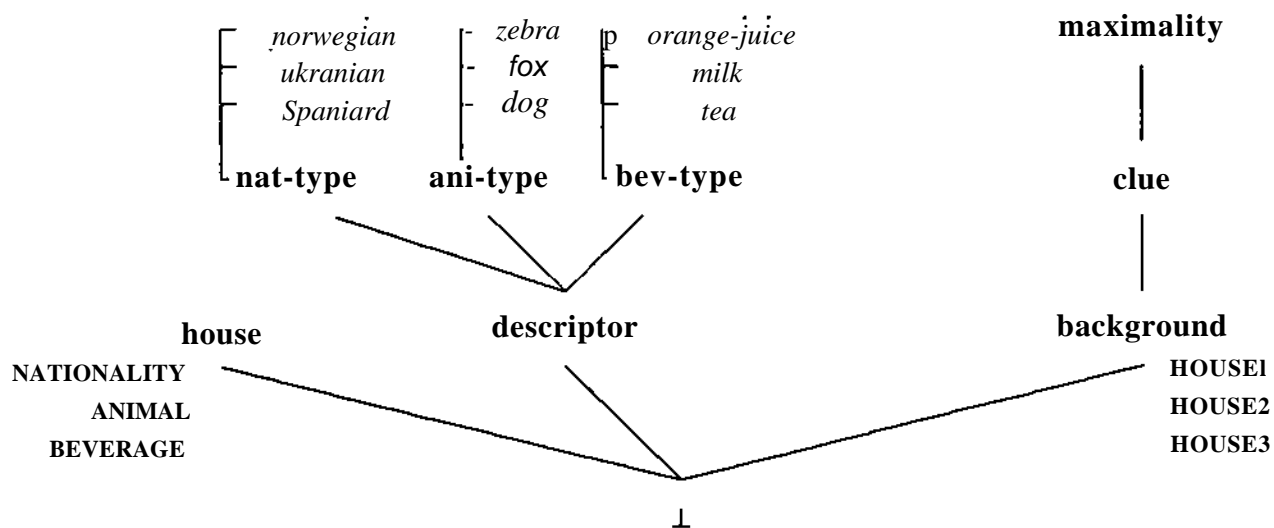 norwegian - zebra p orange-juice maximality
ukranian - fox milk
Spaniard - dog tea
nat-type ani-type bev-type clue
house descriptor background
NATIONALITY HOUSE1
ANIMAL HOUSE2
BEVERAGE HOUSE3
⊥